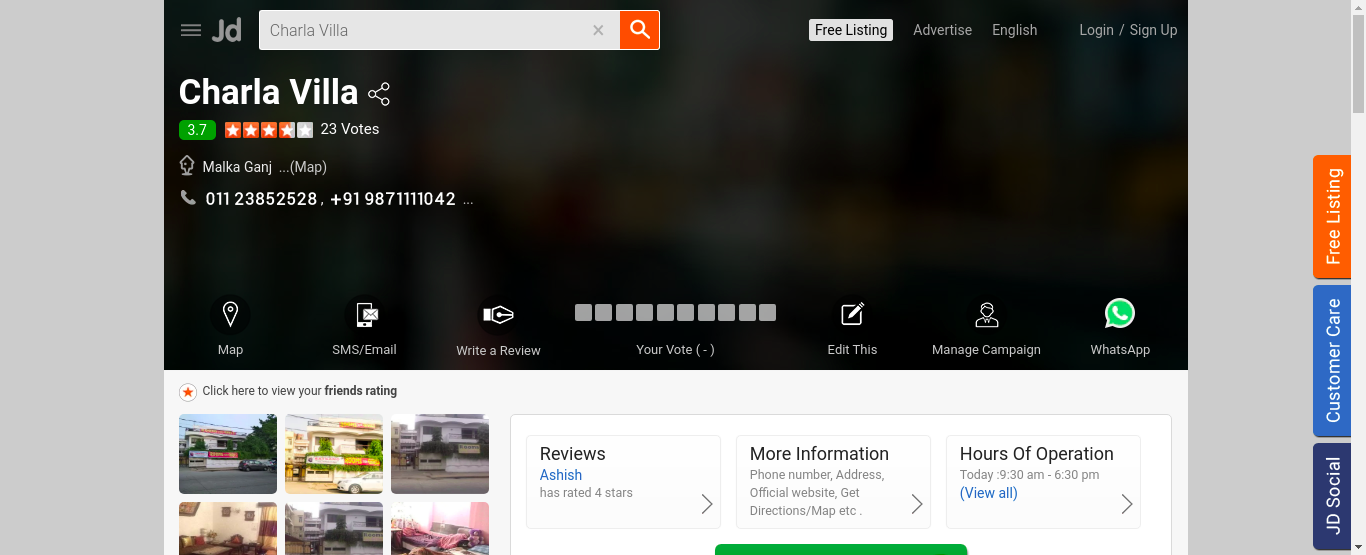 Jd
Charla Villa
Free Listing
Advertise
English
Login / Sign Up
Charla Villa
3.7
23 Votes
Malka Ganj ...(Map)
011 23852528 , +91 9871111042 ...
Map
SMS/Email
Write a Review
Your Vote ( - )
Edit This
Manage Campaign
WhatsApp
Click here to view your friends rating
Reviews
Ashish
has rated 4 stars
More Information
Phone number, Address,
Official website, Get
Directions/Map etc .
Hours Of Operation
Today :9:30 am - 6:30 pm
(View all)
Free Listing
Customer Care
JD Social